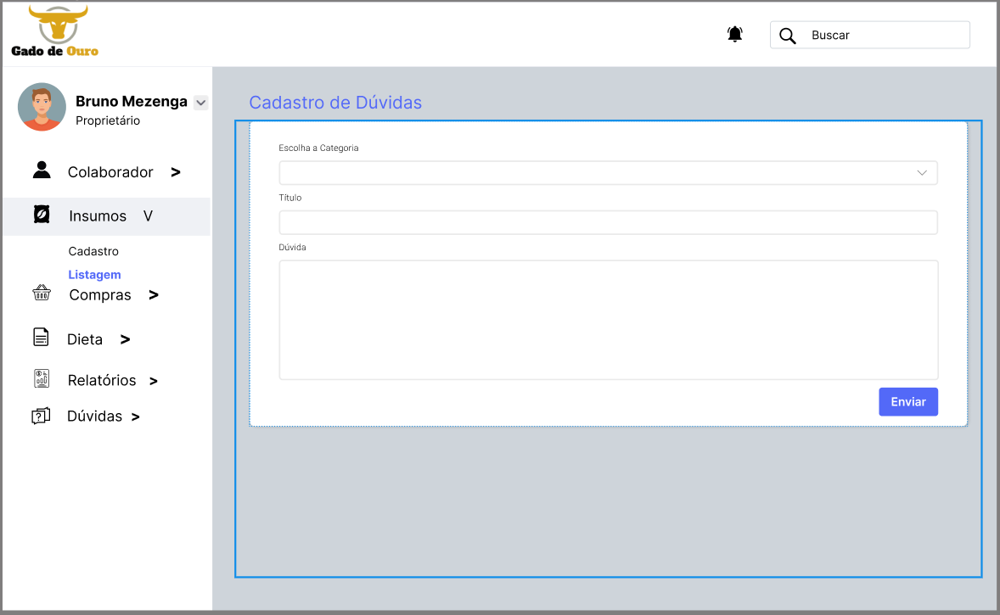 Gado de Ouro
Buscar
Bruno Mezenga
Proprietário
Colaborador >
Insumos V
Cadastro
Listagem
Compras >
Dieta >
Relatórios >
Dúvidas >
Cadastro de Dúvidas
Escolha a Categoria
Título
Dúvida
Enviar